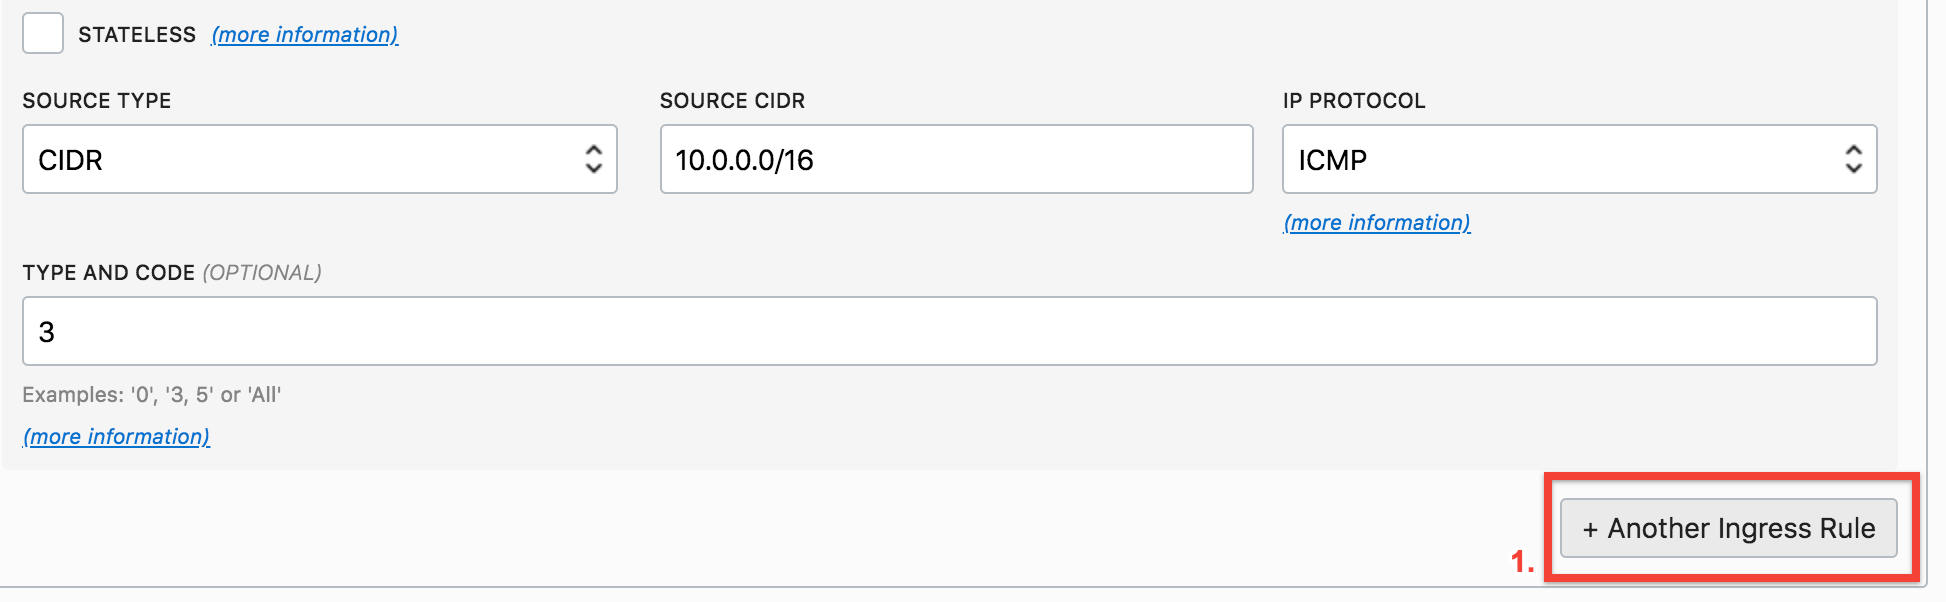 STATELESS (more information)
SOURCE TYPE
SOURCE CIDR
IP PROTOCOL
CIDR
10.0.0.0/16
ICMP
(more information)
TYPE AND CODE (OPTIONAL)
3
Examples: '0', '3, 5' or 'All'
(more information)
+ Another Ingress Rule
1.